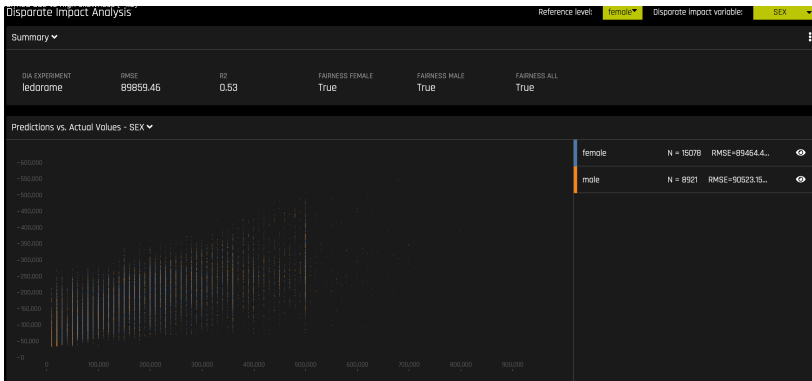 Disparate Impact Analysis Reference level: female Disparate impact variable: SEX
Summary
DIA EXPERIMENT RMSE R2 FAIRNESS FEMALE FAIRNESS MALE FAIRNESS ALL
ledarame 89859.46 0.53 True True True
Predictions vs. Actual Values - SEX
female N = 15078 RMSE=89464.4...
male N = 8921 RMSE=90523.15...
600,000
550,000
500,000
450,000
400,000
350,000
300,000
250,000
200,000
150,000
100,000
50,000
0
0 100,000 200,000 300,000 400,000 500,000 600,000 700,000 800,000 900,000